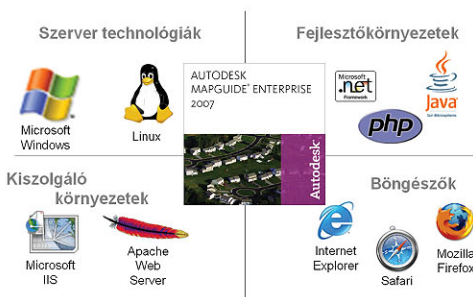 Szerver technológiák
Microsoft
Windows
Linux
Fejlesztőkörnyezetek
Microsoft
.net
Framework
Java
php
AUTODESK
MAPGUIDE® ENTERPRISE
2007
Autodesk
Kiszolgáló
környezetek
Microsoft
IIS
Apache
Web
Server
Böngészők
Internet
Explorer
Safari
Mozilla
Firefox